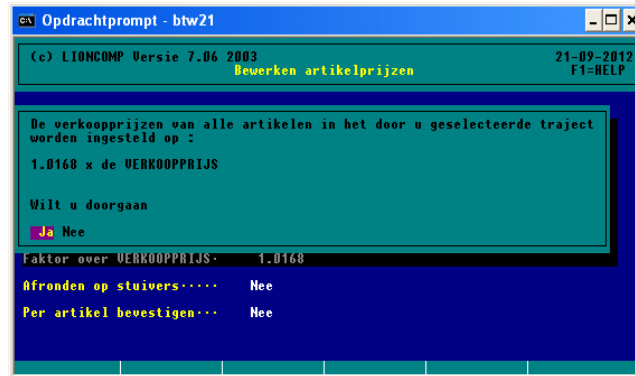 Opdrachtprompt - btw21
(c) LIONCOMP Versie 7.06 2003 21-09-2012
Bewerken artikelprijzen F1=HELP
De verkoopprijzen van alle artikelen in het door u geselecteerde traject
worden ingesteld op :
1.0168 x de VERKOOPPRIJS
Wilt u doorgaan
Ja Nee
Faktor over VERKOOPPRIJS· 1.0168
Afronden op stuivers····· Nee
Per artikel bevestigen··· Nee